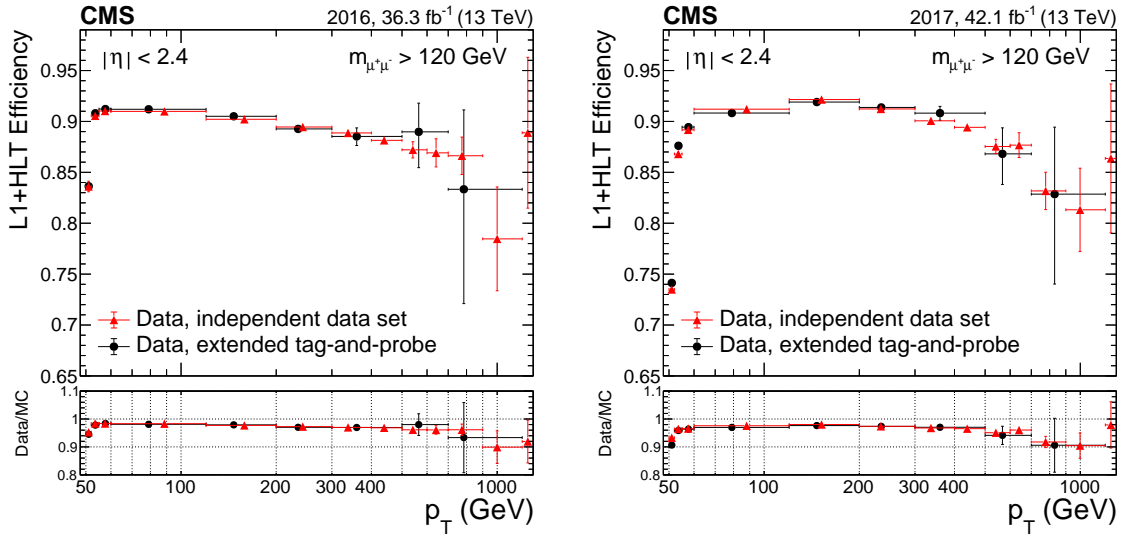 CMS 2016, 36.3 fb⁻¹ (13 TeV)
|η| < 2.4 m_{μ⁺μ⁻} > 120 GeV
L1+HLT Efficiency
0.95
0.9
0.85
0.8
0.75
0.7
0.65
Data, independent data set
Data, extended tag-and-probe
Data/MC
1.1
1
0.9
0.8
50 100 200 300 400 1000
p_T (GeV)
CMS 2017, 42.1 fb⁻¹ (13 TeV)
|η| < 2.4 m_{μ⁺μ⁻} > 120 GeV
L1+HLT Efficiency
0.95
0.9
0.85
0.8
0.75
0.7
0.65
Data, independent data set
Data, extended tag-and-probe
Data/MC
1.1
1
0.9
0.8
50 100 200 300 400 1000
p_T (GeV)